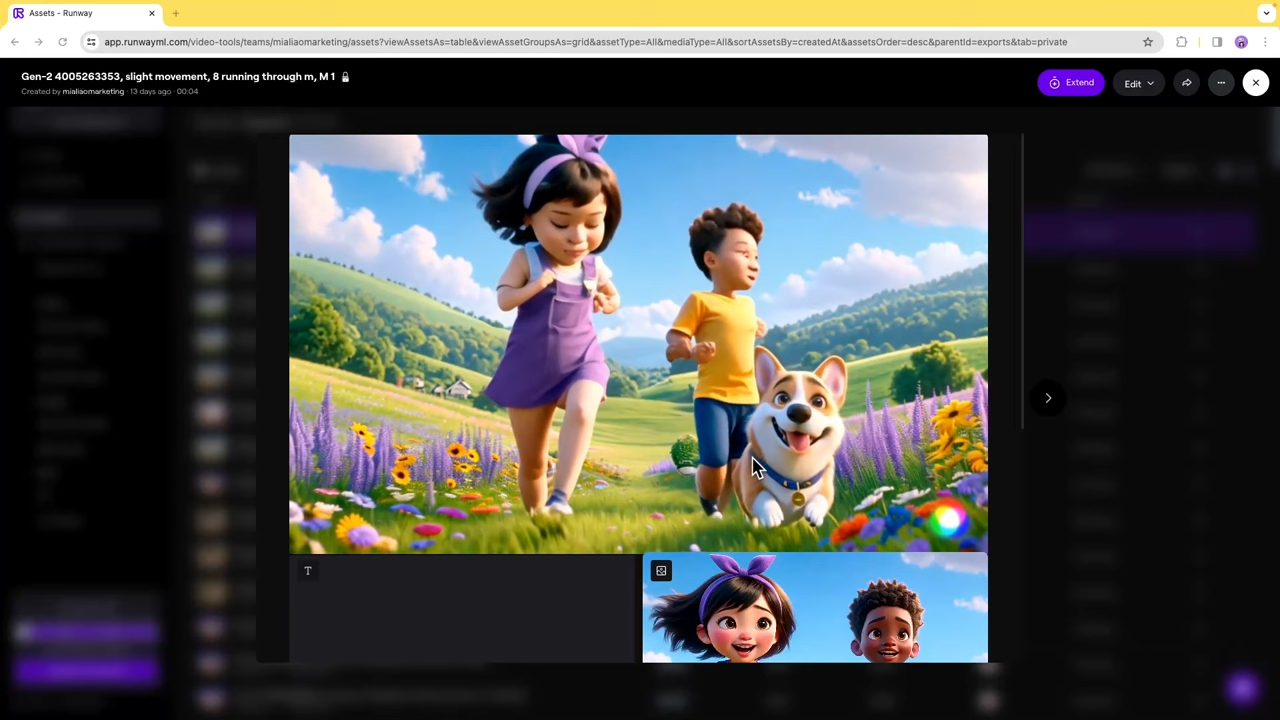 Assets - Runway
app.runwayml.com/video-tools/teams/mialiaomarketing/assets?viewAssetsAs=table&viewAssetGroupsAs=grid&assetType=All&mediaType=All&sortAssetsBy=createdAt&assetsOrder=desc&parentId=exports&tab=private
Gen-2 4005263353, slight movement, 8 running through m, M 1
Created by mialiaomarketing · 13 days ago · 00:04
Extend
Edit
T